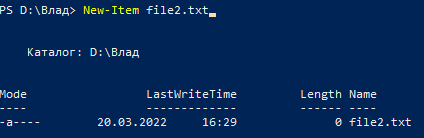 PS D:\Влад> New-Item file2.txt
Каталог: D:\Влад
Mode LastWriteTime Length Name
---- ------------- ------ ----
-a---- 20.03.2022 16:29 0 file2.txt